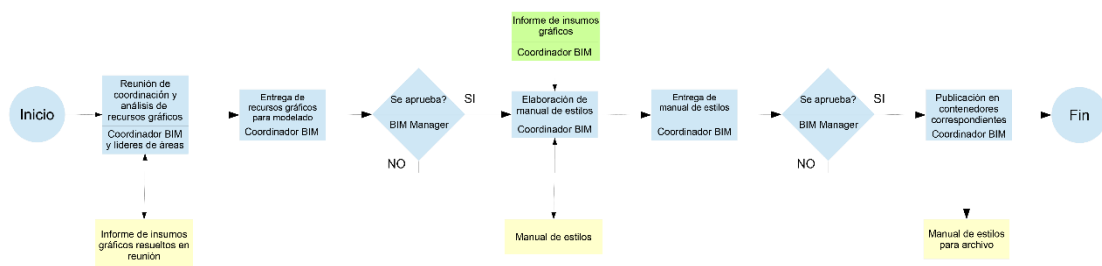 Inicio
Reunión de
coordinación y
análisis de
recursos gráficos
Coordinador BIM
y lideres de áreas
Informe de insumos
gráficos resueltos en
reunión
Entrega de
recursos gráficos
para modelado
Coordinador BIM
Se aprueba?
BIM Manager
SI
NO
Informe de insumos
gráficos
Coordinador BIM
Elaboración de
manual de estilos
Coordinador BIM
Manual de estilos
Entrega de
manual de estilos
Coordinador BIM
Se aprueba?
BIM Manager
SI
NO
Publicación en
contenedores
correspondientes
Coordinador BIM
Manual de estilos
para archivo
Fin